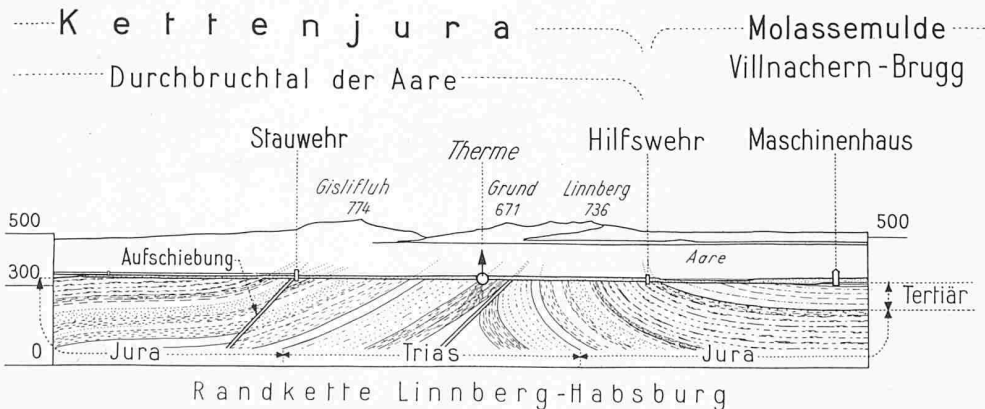 Kettenjura
Molassemulde
Durchbruchtal der Aare
Villnachern-Brugg
Stauwehr
Therme
Hilfswehr
Maschinenhaus
Gislifluh
774
Grund
671
Linnberg
736
500
500
Aufschiebung
Aare
300
300
Tertiär
0
Jura
Trias
Jura
Randkette Linnberg-Habsburg